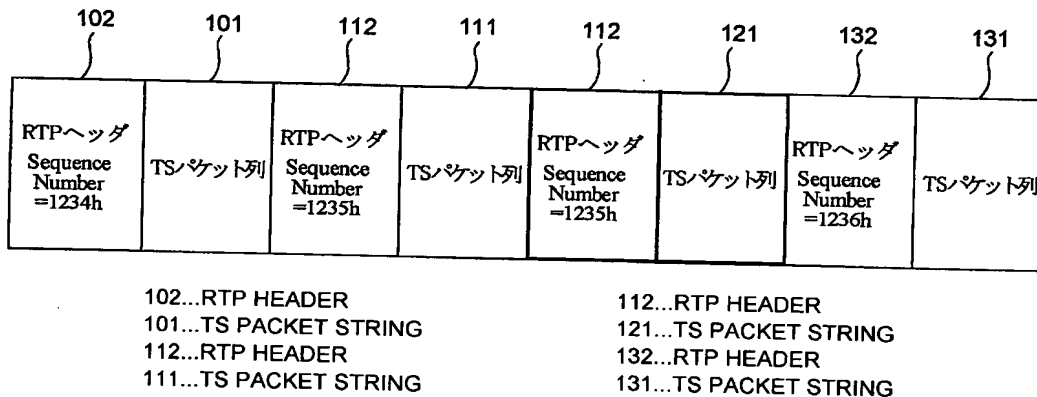 102
101
112
111
112
121
132
131
RTPヘッダ
Sequence
Number
=1234h
TSパケット列
RTPヘッダ
Sequence
Number
=1235h
TSパケット列
RTPヘッダ
Sequence
Number
=1235h
TSパケット列
RTPヘッダ
Sequence
Number
=1236h
TSパケット列
102...RTP HEADER
101...TS PACKET STRING
112...RTP HEADER
111...TS PACKET STRING
112...RTP HEADER
121...TS PACKET STRING
132...RTP HEADER
131...TS PACKET STRING